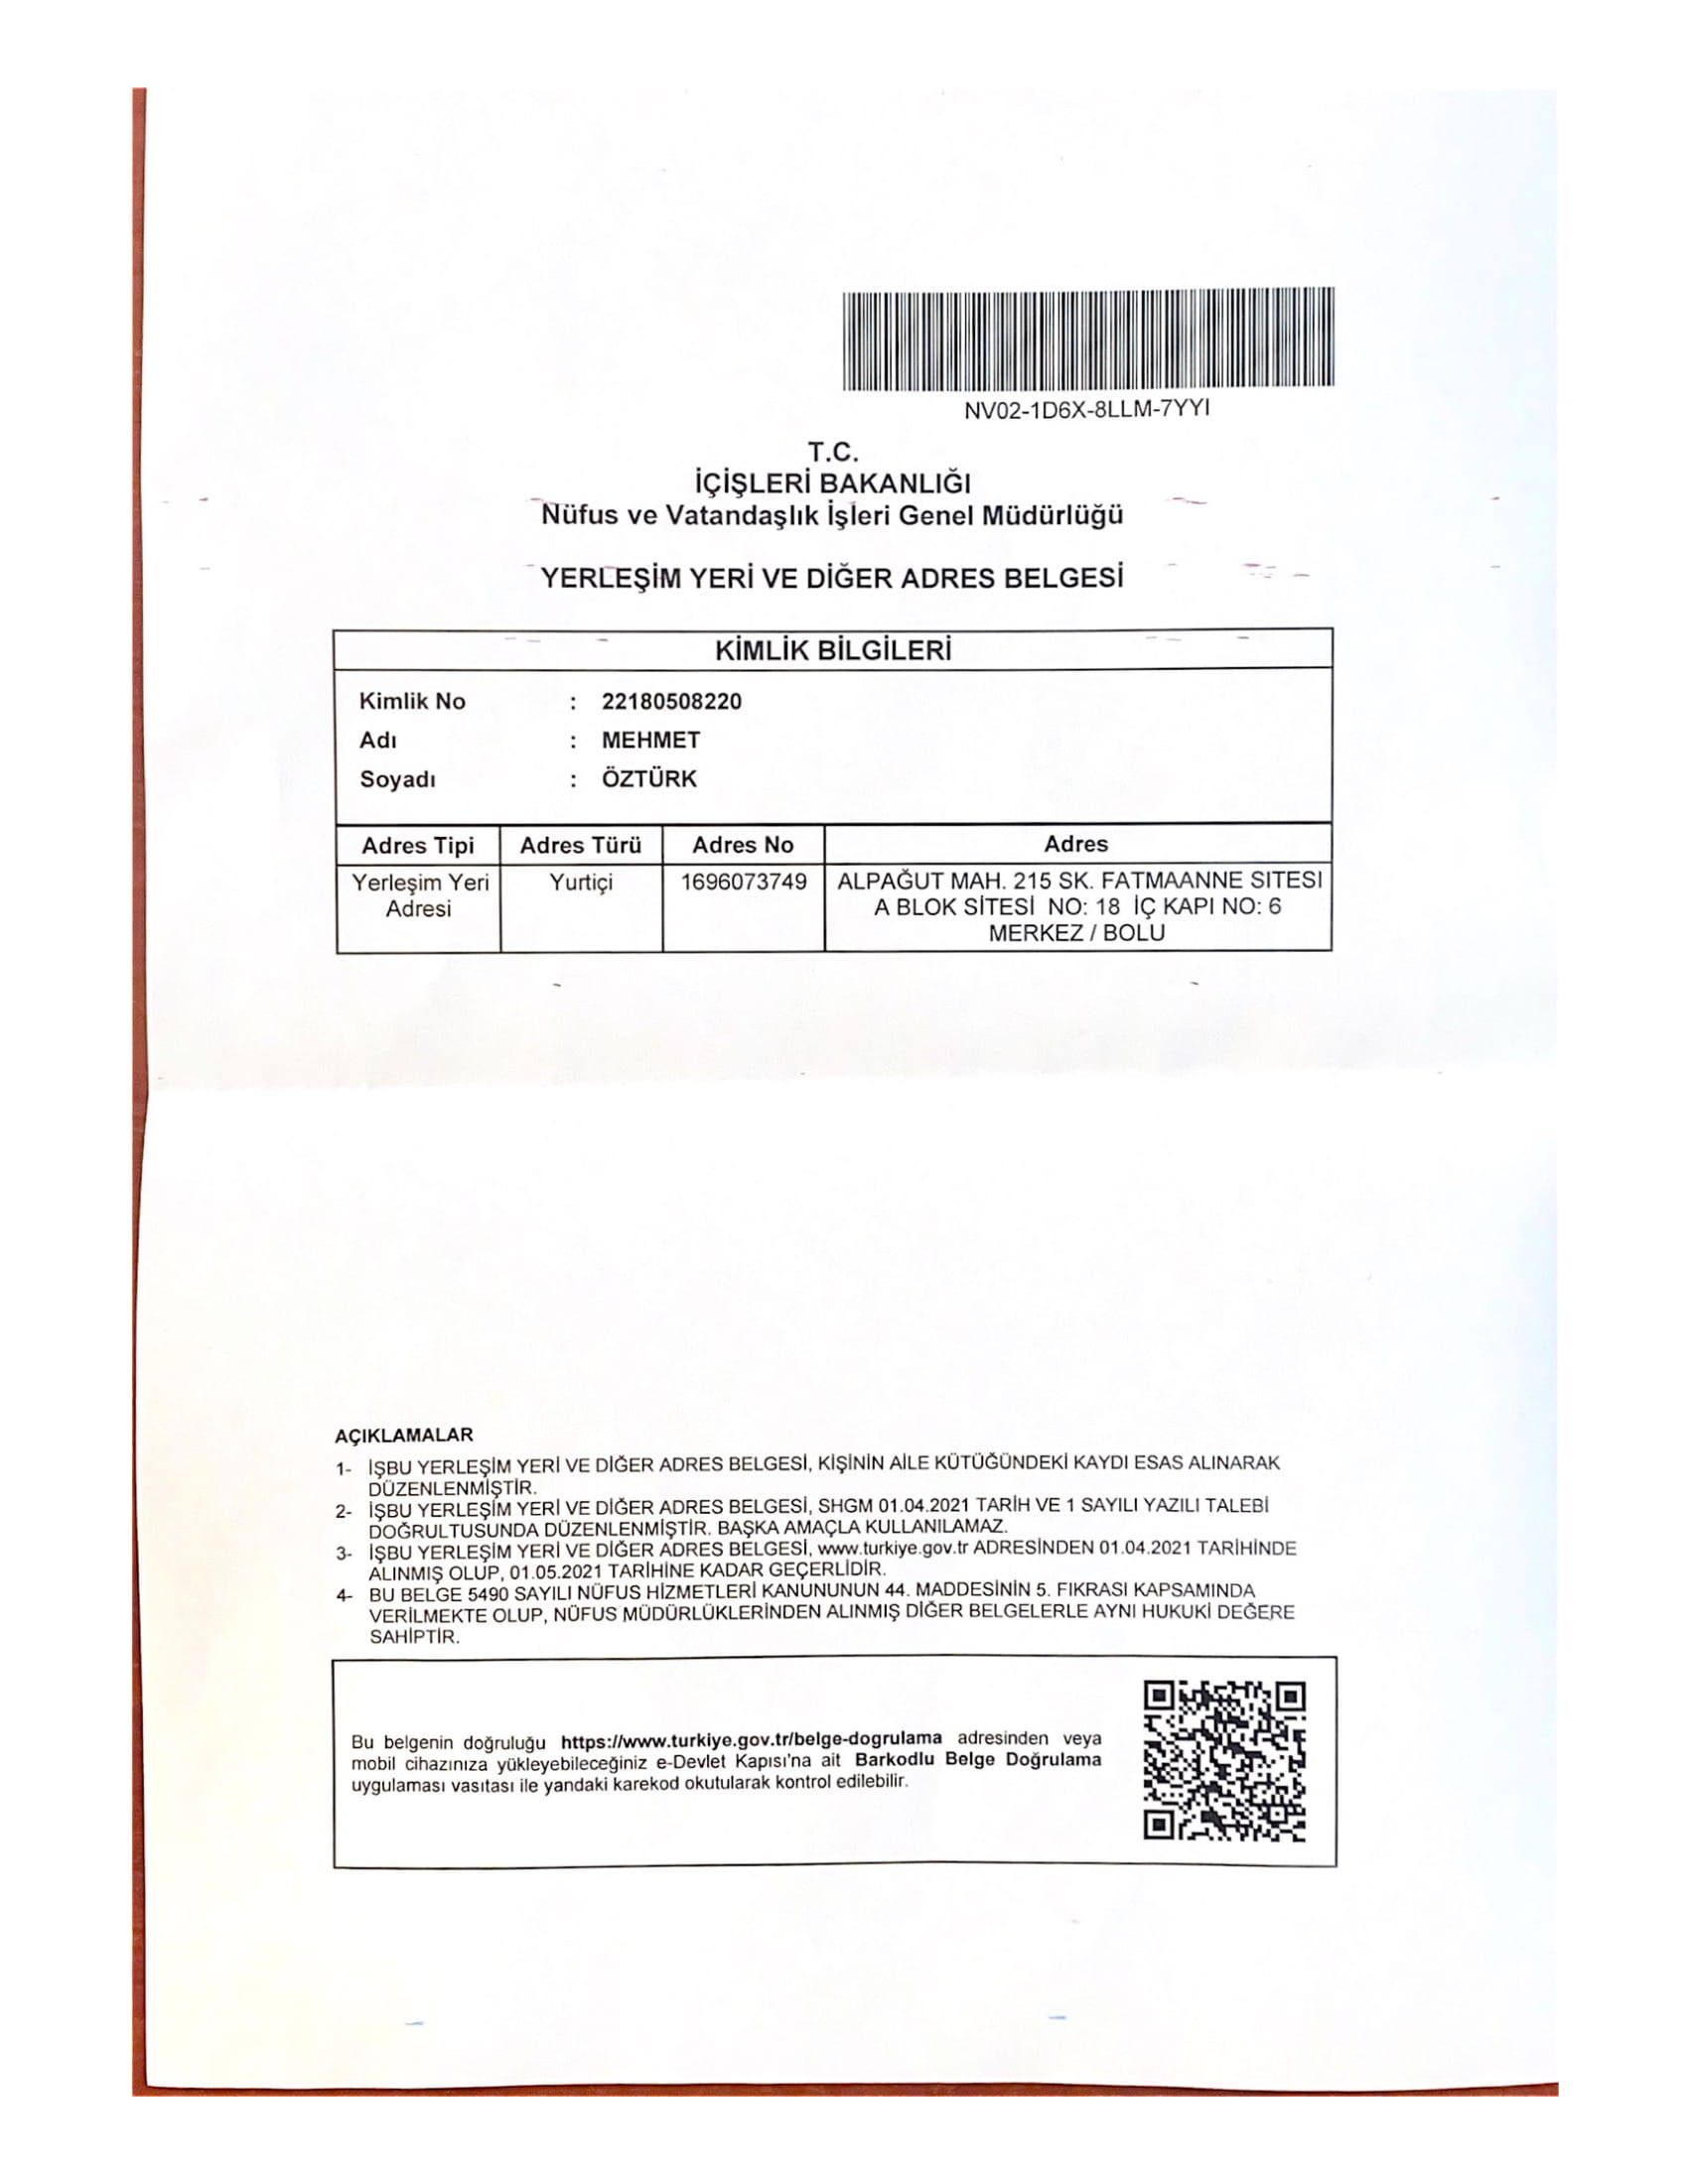 NV02-1D6X-8LLM-7YYI
T.C.
İÇİŞLERİ BAKANLIĞI
Nüfus ve Vatandaşlık İşleri Genel Müdürlüğü
YERLEŞİM YERİ VE DİĞER ADRES BELGESİ
KİMLİK BİLGİLERİ
Kimlik No : 22180508220
Adı : MEHMET
Soyadı : ÖZTÜRK
Adres Tipi Adres Türü Adres No Adres
Yerleşim Yeri Yurtiçi 1696073749 ALPAĞUT MAH. 215 SK. FATMAANNE SITESI
Adresi A BLOK SİTESİ NO: 18 İÇ KAPI NO: 6
MERKEZ / BOLU
AÇIKLAMALAR
1- İŞBU YERLEŞİM YERİ VE DİĞER ADRES BELGESİ, KİŞİNİN AİLE KÜTÜĞÜNDEKİ KAYDI ESAS ALINARAK
DÜZENLENMİŞTİR.
2- İŞBU YERLEŞİM YERİ VE DİĞER ADRES BELGESİ, SHGM 01.04.2021 TARİH VE 1 SAYILI YAZILI TALEBİ
DOĞRULTUSUNDA DÜZENLENMİŞTİR. BAŞKA AMAÇLA KULLANILAMAZ.
3- İŞBU YERLEŞİM YERİ VE DİĞER ADRES BELGESİ, www.turkiye.gov.tr ADRESİNDEN 01.04.2021 TARİHİNDE
ALINMIŞ OLUP, 01.05.2021 TARİHİNE KADAR GEÇERLİDİR.
4- BU BELGE 5490 SAYILI NÜFUS HİZMETLERİ KANUNUNUN 44. MADDESİNİN 5. FIKRASI KAPSAMINDA
VERİLMEKTE OLUP, NÜFUS MÜDÜRLÜKLERİNDEN ALINMIŞ DİĞER BELGELERLE AYNI HUKUKİ DEĞERE
SAHİPTİR.
Bu belgenin doğruluğu https://www.turkiye.gov.tr/belge-dogrulama adresinden veya
mobil cihazınıza yükleyebileceğiniz e-Devlet Kapısı'na ait Barkodlu Belge Doğrulama
uygulaması vasıtası ile yandaki karekod okutularak kontrol edilebilir.